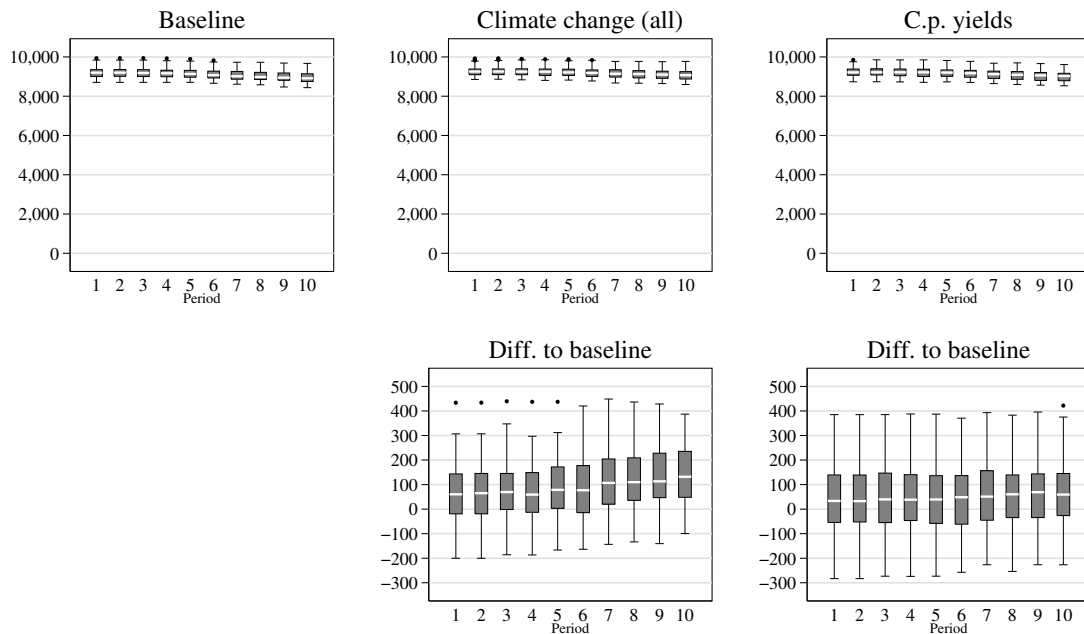 Baseline
10,000
8,000
6,000
4,000
2,000
0
1 2 3 4 5 6 7 8 9 10
Period
Climate change (all)
10,000
8,000
6,000
4,000
2,000
0
1 2 3 4 5 6 7 8 9 10
Period
C.p. yields
10,000
8,000
6,000
4,000
2,000
0
1 2 3 4 5 6 7 8 9 10
Period
Diff. to baseline
500
400
300
200
100
0
−100
−200
−300
1 2 3 4 5 6 7 8 9 10
Period
Diff. to baseline
500
400
300
200
100
0
−100
−200
−300
1 2 3 4 5 6 7 8 9 10
Period